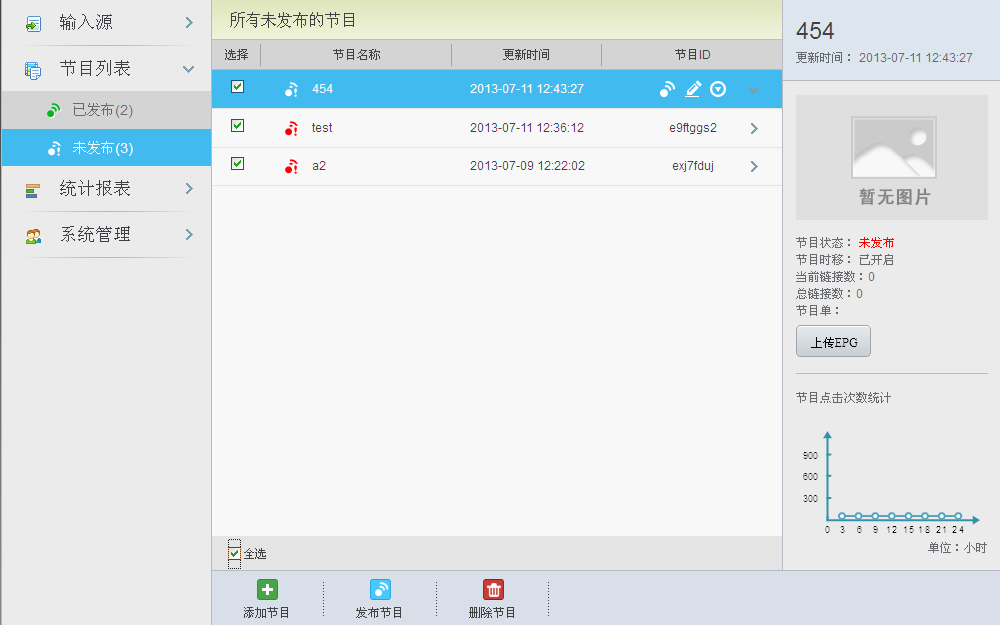 输入源
节目列表
已发布(2)
未发布(3)
统计报表
系统管理
所有未发布的节目
选择 节目名称 更新时间 节目ID
454 2013-07-11 12:43:27
test 2013-07-11 12:36:12 e9ftggs2
a2 2013-07-09 12:22:02 exj7fduj
全选
添加节目 发布节目 删除节目
454
更新时间： 2013-07-11 12:43:27
暂无图片
节目状态： 未发布
节目时移： 已开启
当前链接数：0
总链接数：0
节目单：
上传EPG
节目点击次数统计
900
600
300
0 3 6 9 12 15 18 21 24
单位：小时